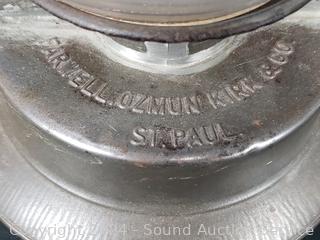 FARWELL, OZMUN KIRK & CO.
ST. PAUL
Copyright 2024 - Sound Auction Service